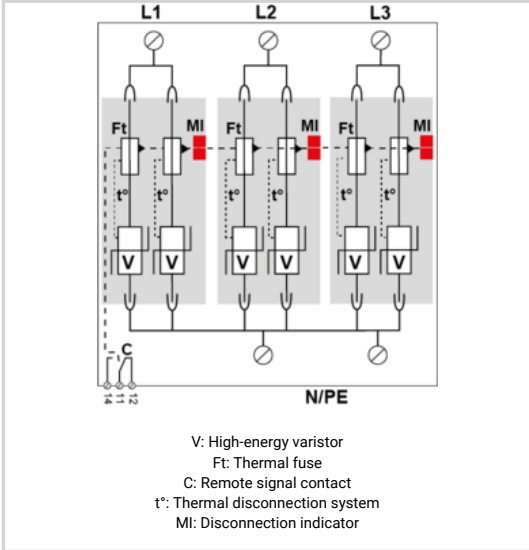 L1 L2 L3
Ft MI Ft MI Ft MI
t° t° t° t° t° t°
V V V V V V
C
14 11 12
N/PE
V: High-energy varistor
Ft: Thermal fuse
C: Remote signal contact
t°: Thermal disconnection system
MI: Disconnection indicator